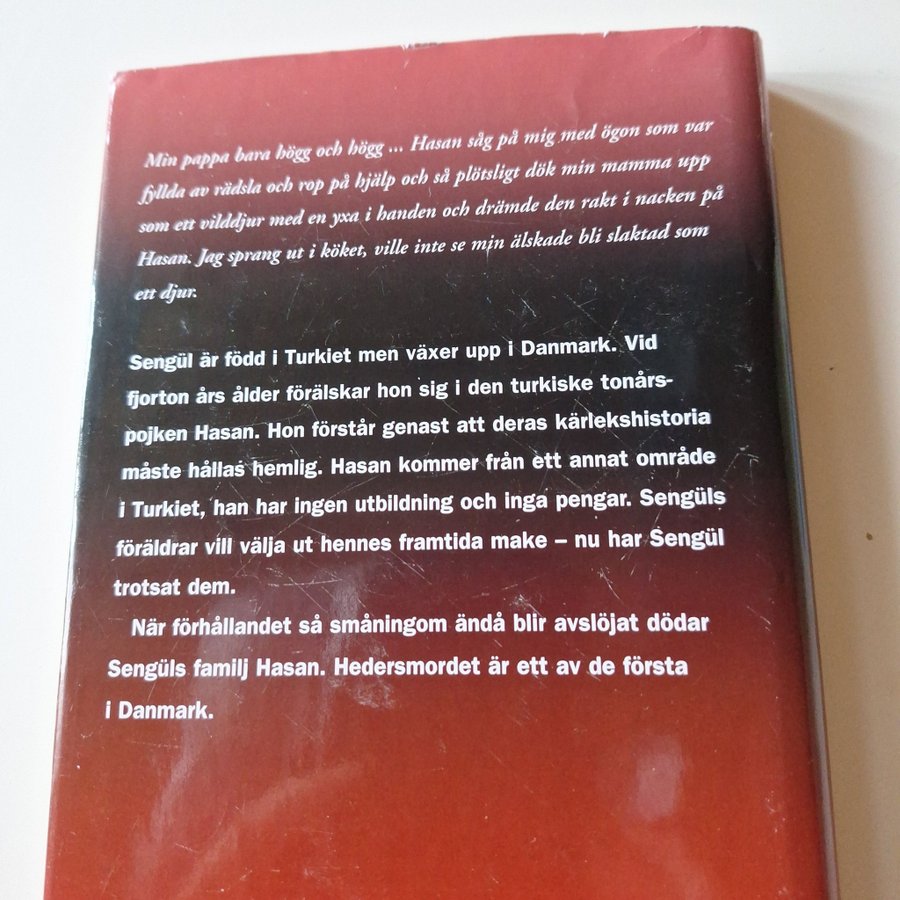 Min pappa bara högg och högg ... Hasan såg på mig med ögon som var
fyllda av rädsla och rop på hjälp och så plötsligt dök min mamma upp
som ett vilddjur med en yxa i handen och drämde den rakt i nacken på
Hasan. Jag sprang ut i köket, ville inte se min älskade bli slaktad som
ett djur.
Sengül är född i Turkiet men växer upp i Danmark. Vid
fjorton års ålder förälskar hon sig i den turkiske tonårs-
pojken Hasan. Hon förstår genast att deras kärlekshistoria
måste hållas hemlig. Hasan kommer från ett annat område
i Turkiet, han har ingen utbildning och inga pengar. Sengüls
föräldrar vill välja ut hennes framtida make – nu har Sengül
trotsat dem.
När förhållandet så småningom ändå blir avslöjat dödar
Sengüls familj Hasan. Hedersmordet är ett av de första
i Danmark.